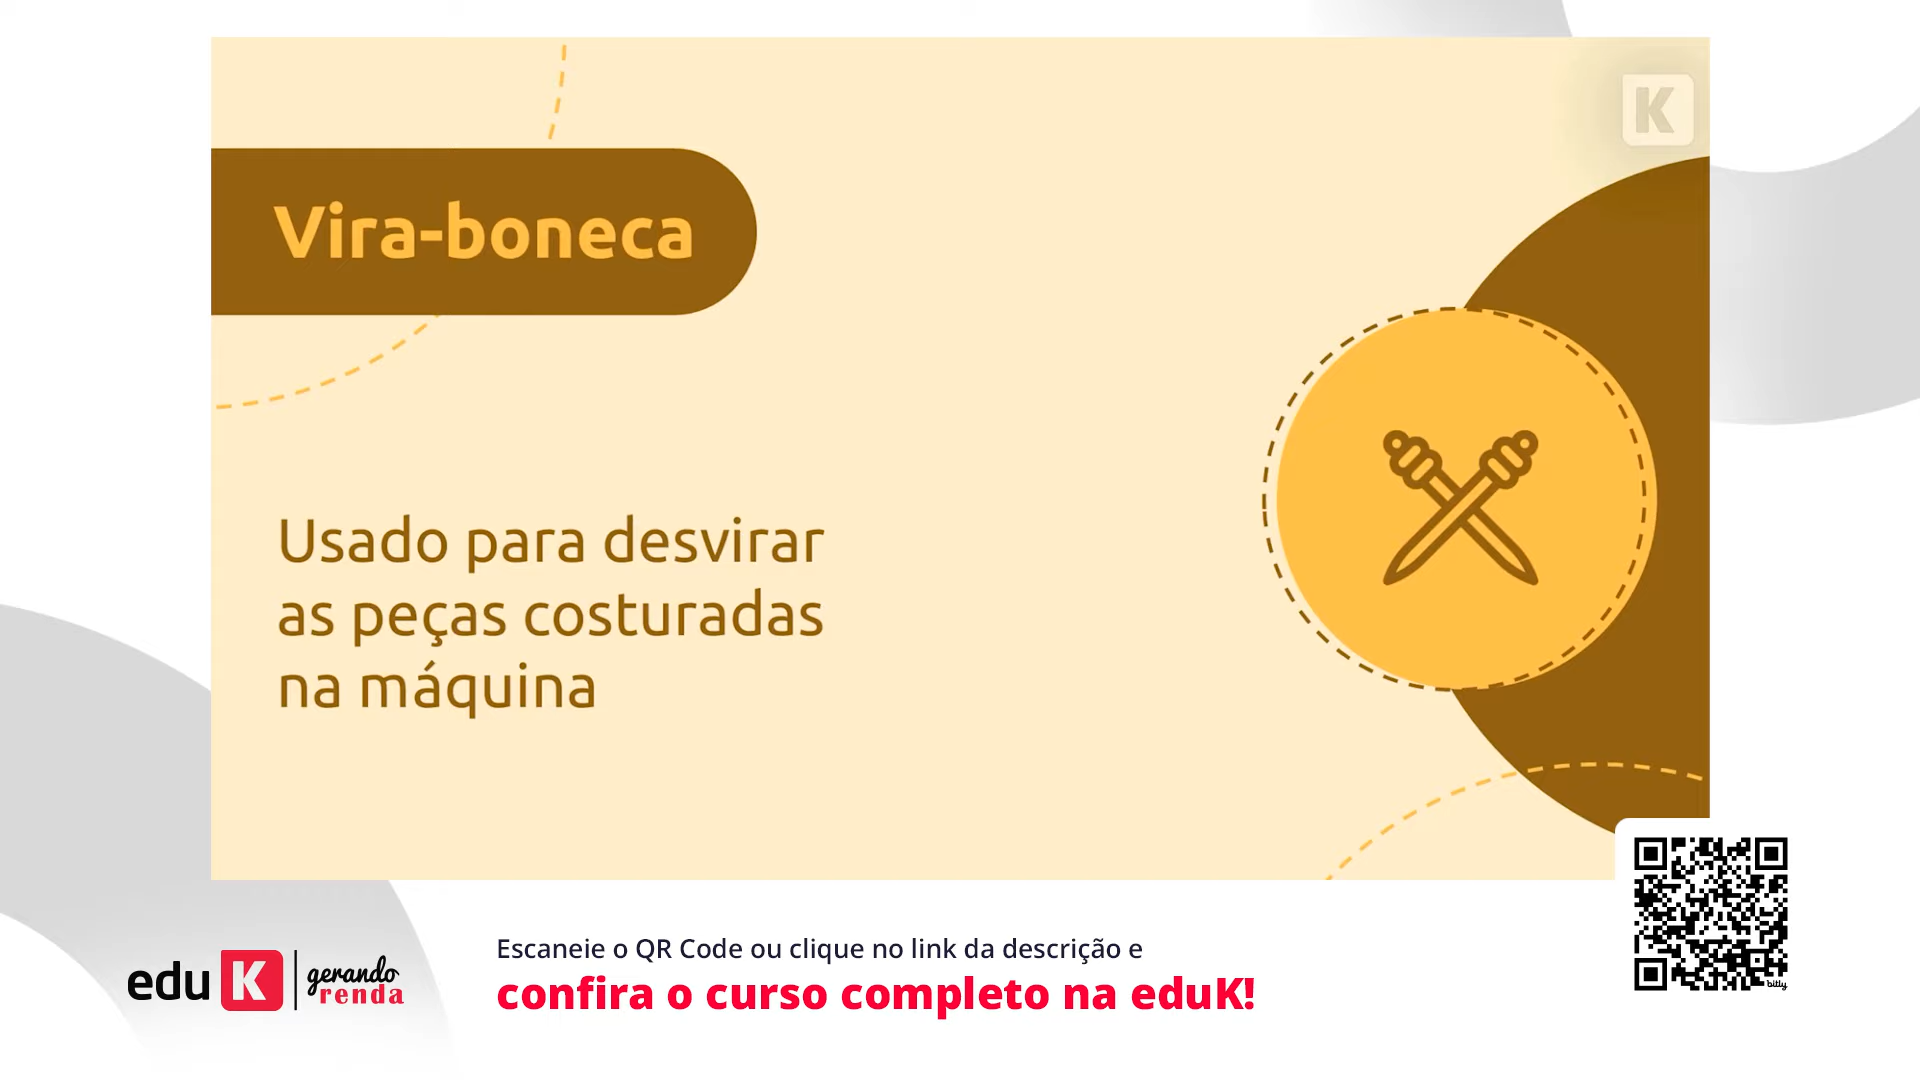 K
Vira-boneca
Usado para desvirar
as peças costuradas
na máquina
Escaneie o QR Code ou clique no link da descrição e
confira o curso completo na eduK!
eduK
gerando
renda
bitly